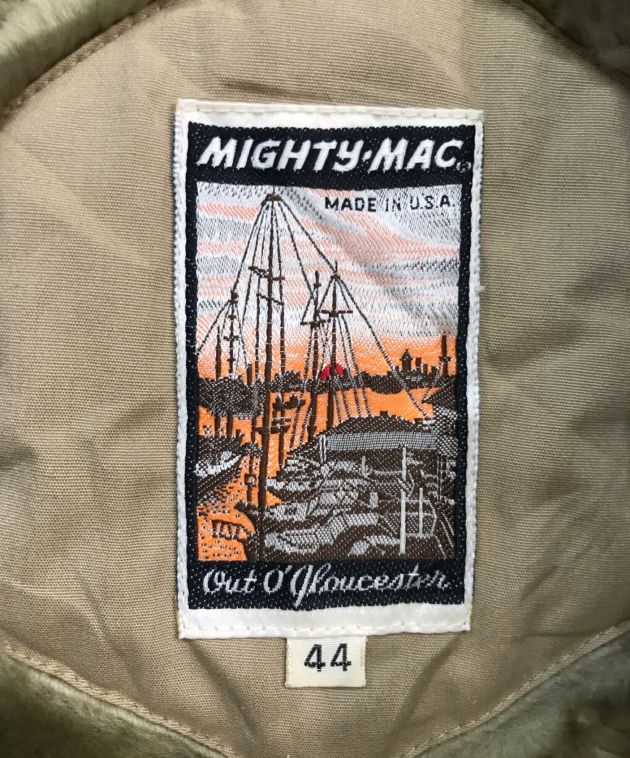 MIGHTY-MAC®
MADE IN U.S.A.
Out O'Gloucester
44